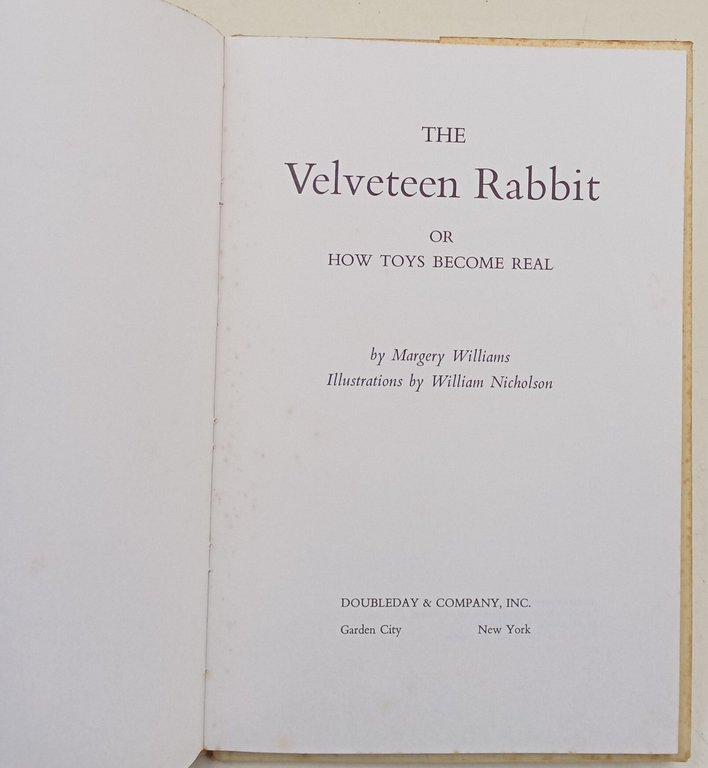 THE
Velveteen Rabbit
OR
HOW TOYS BECOME REAL
by Margery Williams
Illustrations by William Nicholson
DOUBLEDAY & COMPANY, INC.
Garden City New York